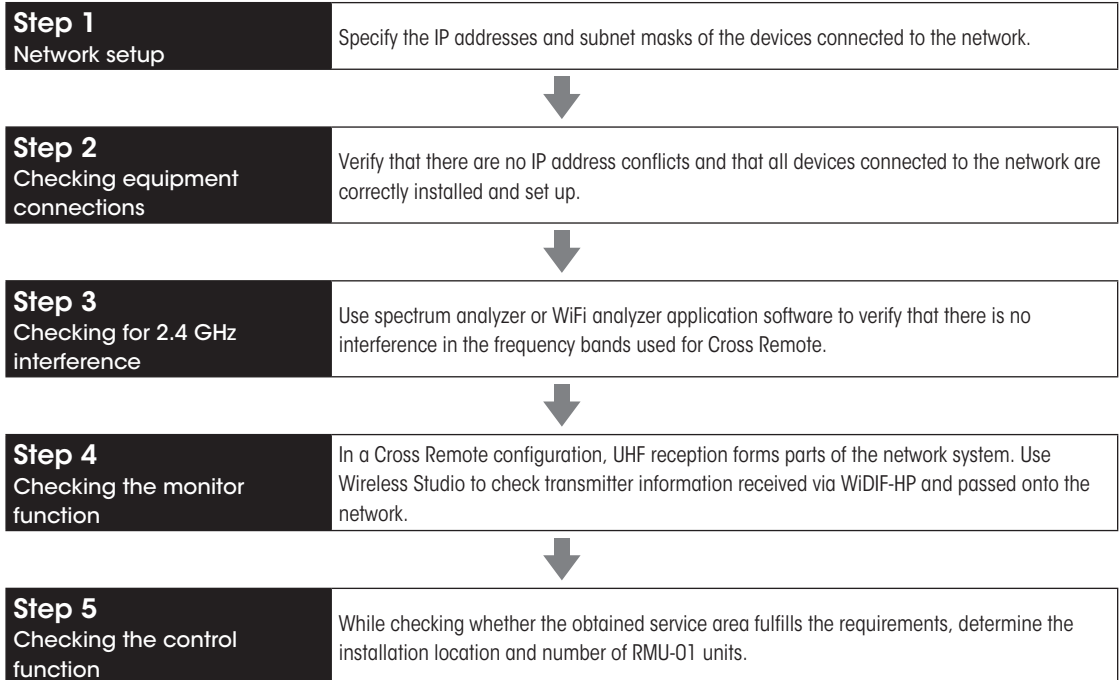 Step 1
Network setup
Specify the IP addresses and subnet masks of the devices connected to the network.
Step 2
Checking equipment
connections
Verify that there are no IP address conflicts and that all devices connected to the network are
correctly installed and set up.
Step 3
Checking for 2.4 GHz
interference
Use spectrum analyzer or WiFi analyzer application software to verify that there is no
interference in the frequency bands used for Cross Remote.
Step 4
Checking the monitor
function
In a Cross Remote configuration, UHF reception forms parts of the network system. Use
Wireless Studio to check transmitter information received via WiDIF-HP and passed onto the
network.
Step 5
Checking the control
function
While checking whether the obtained service area fulfills the requirements, determine the
installation location and number of RMU-01 units.